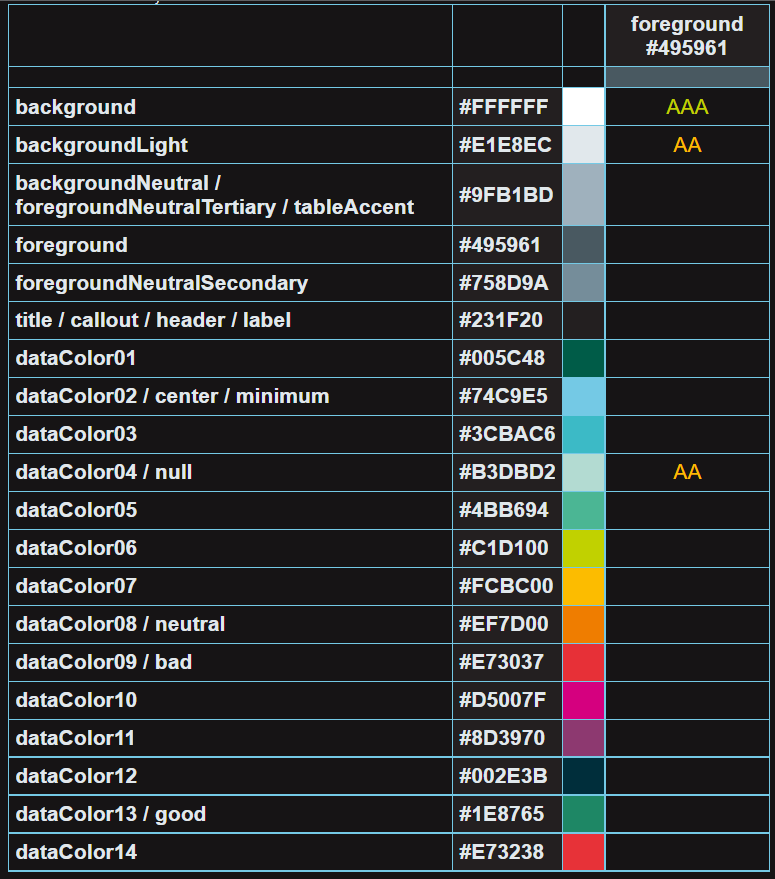 foreground
#495961
background #FFFFFF AAA
backgroundLight #E1E8EC AA
backgroundNeutral /
foregroundNeutralTertiary / tableAccent #9FB1BD
foreground #495961
foregroundNeutralSecondary #758D9A
title / callout / header / label #231F20
dataColor01 #005C48
dataColor02 / center / minimum #74C9E5
dataColor03 #3CBAC6
dataColor04 / null #B3DBD2 AA
dataColor05 #4BB694
dataColor06 #C1D100
dataColor07 #FCBC00
dataColor08 / neutral #EF7D00
dataColor09 / bad #E73037
dataColor10 #D5007F
dataColor11 #8D3970
dataColor12 #002E3B
dataColor13 / good #1E8765
dataColor14 #E73238